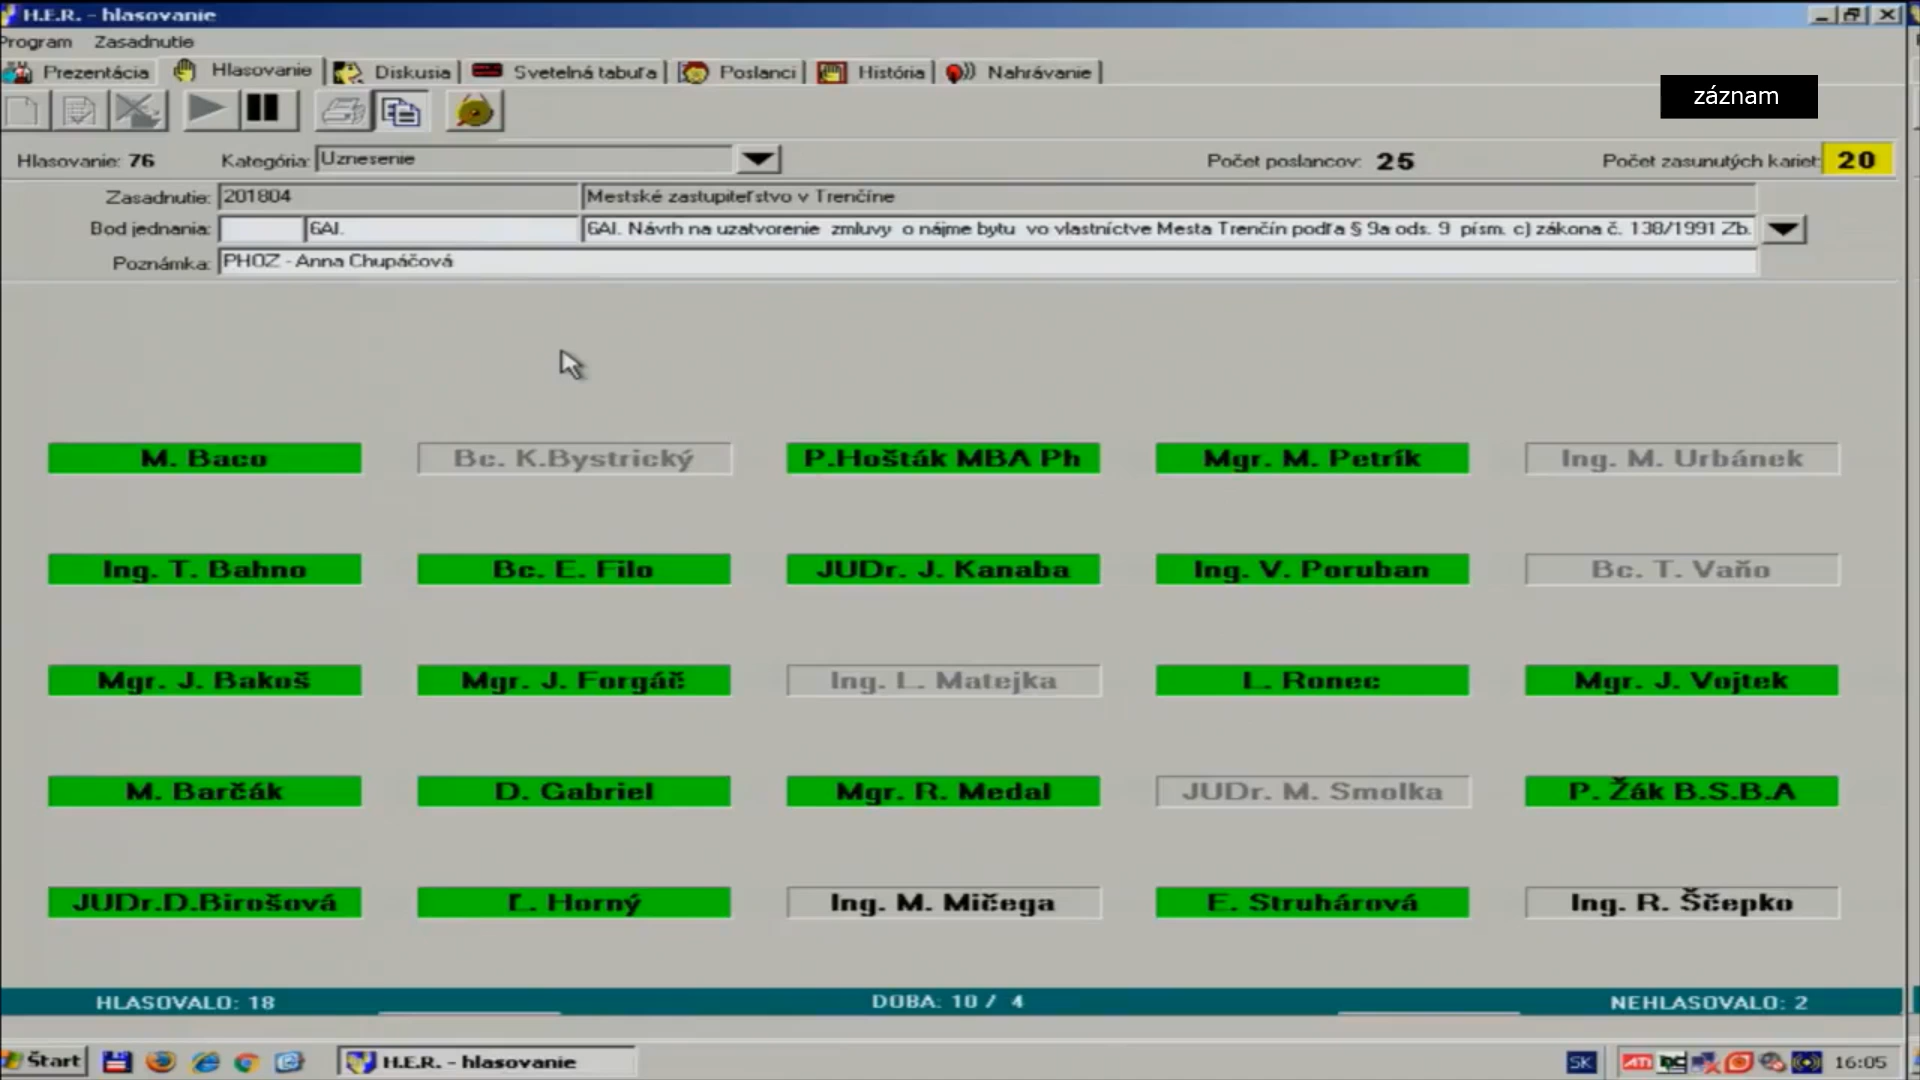 H.E.R. - hlasovanie
Program Zasadnutie
Prezentácia Hlasovanie Diskusia Svetelná tabuľa Poslanci História Nahrávanie
záznam
Hlasovanie: 76 Kategória: Uznesenie Počet poslancov: 25 Počet zasunutých kariet: 20
Zasadnutie: 201804 Mestské zastupiteľstvo v Trenčíne
Bod jednania: 6AI. 6AI. Návrh na uzatvorenie zmluvy o nájme bytu vo vlastníctve Mesta Trenčín podľa § 9a ods. 9 písm. c) zákona č. 138/1991 Zb.
Poznámka: PHOZ - Anna Chupáčová
M. Baco Bc. K.Bystrický P.Hošták MBA Ph Mgr. M. Petrík Ing. M. Urbánek
Ing. T. Bahno Bc. E. Filo JUDr. J. Kanaba Ing. V. Poruban Bc. T. Vaňo
Mgr. J. Bakoš Mgr. J. Forgáč Ing. L. Matejka L. Ronec Mgr. J. Vojtek
M. Barčák D. Gabriel Mgr. R. Medal JUDr. M. Smolka P. Žák B.S.B.A
JUDr.D.Birošová Ľ. Horný Ing. M. Mičega E. Struhárová Ing. R. Ščepko
HLASOVALO: 18 DOBA: 10 / 4 NEHLASOVALO: 2
Štart H.E.R. - hlasovanie SK ATI 16:05